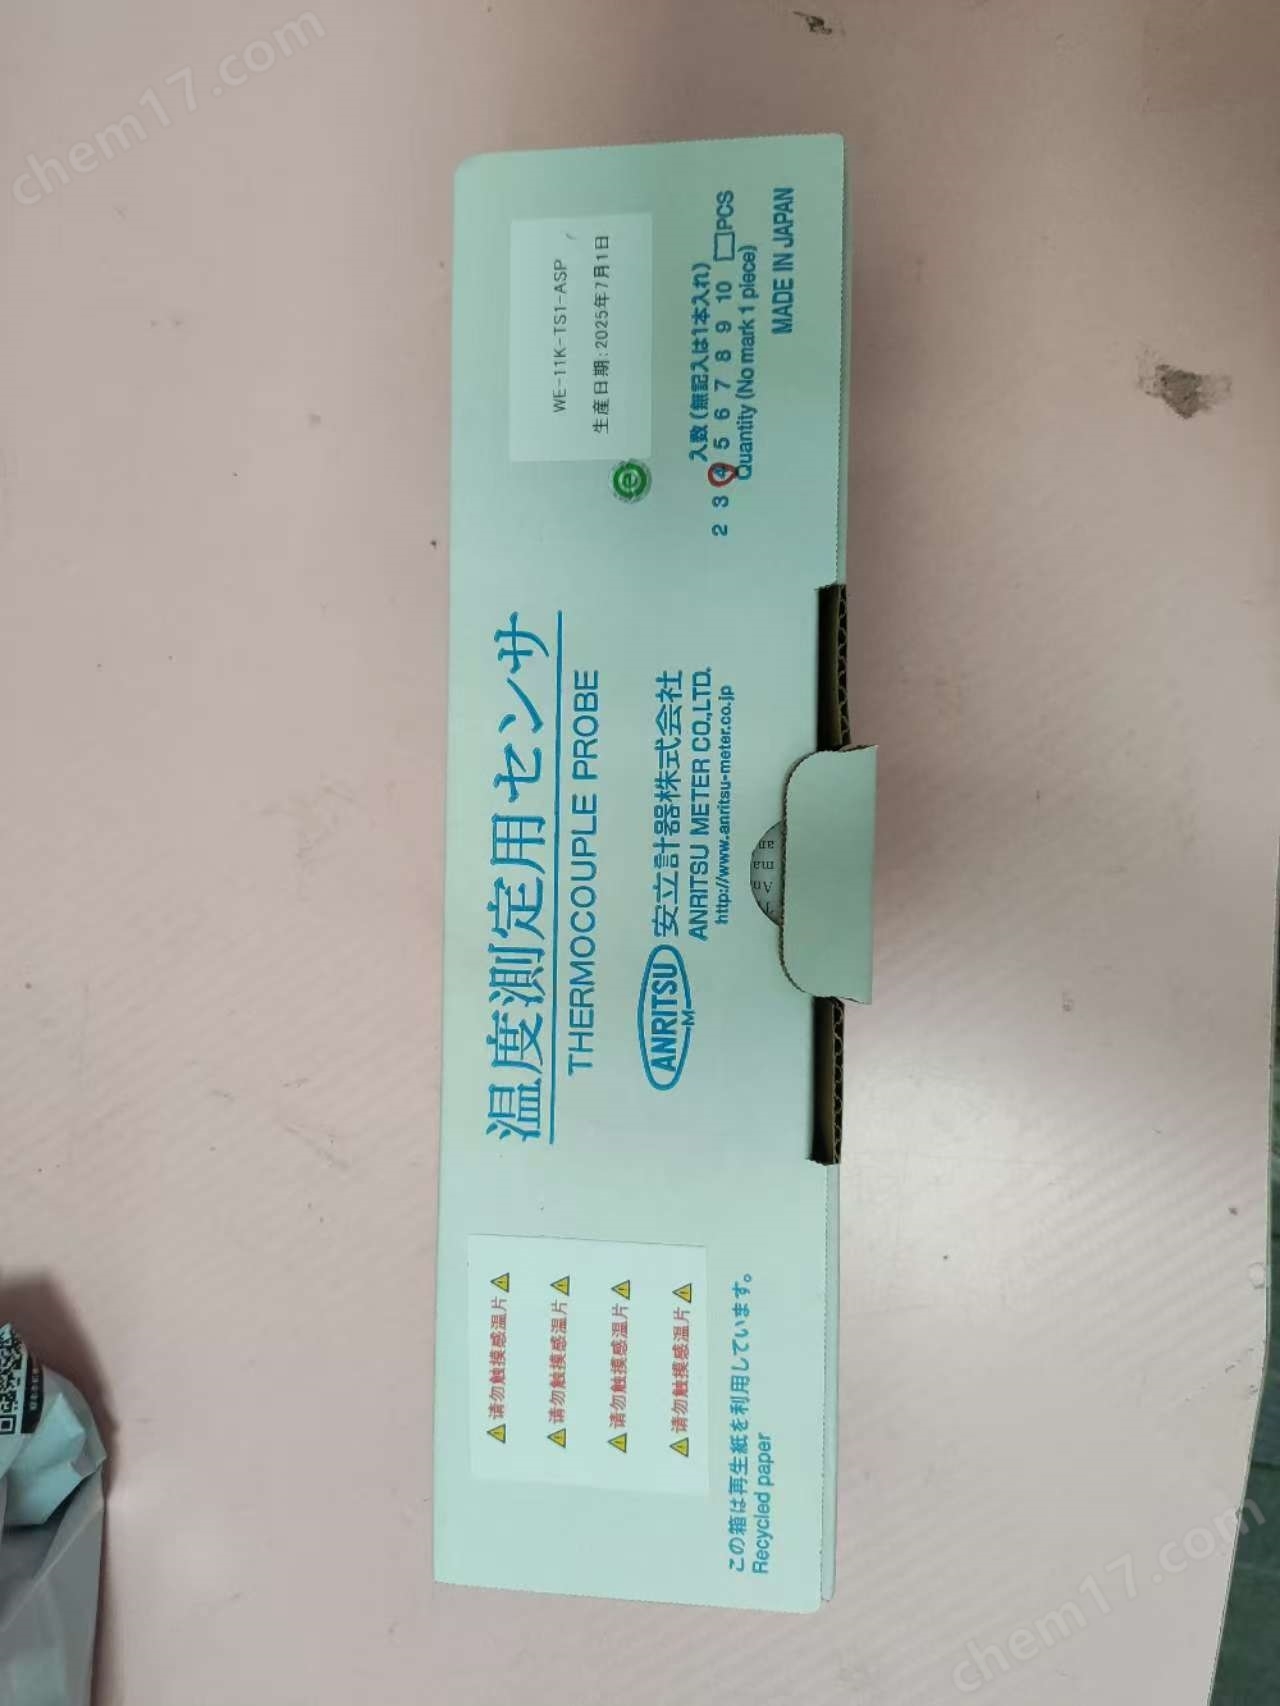 chem17.com
WE-11K-TS1-ASP
生産日期:2025年7月1日
e
入数(無記入は1本入れ)
2 3 4 5 6 7 8 9 10 □PCS
Quantity (No mark 1 piece)
MADE IN JAPAN
温度測定用センサ
THERMOCOUPLE PROBE
ANRITSU
M
安立計器株式会社
ANRITSU METER CO.,LTD.
http://www.anritsu-meter.co.jp
请勿触摸感温片
请勿触摸感温片
请勿触摸感温片
请勿触摸感温片
この箱は再生紙を利用しています。
Recycled paper
chem17.com